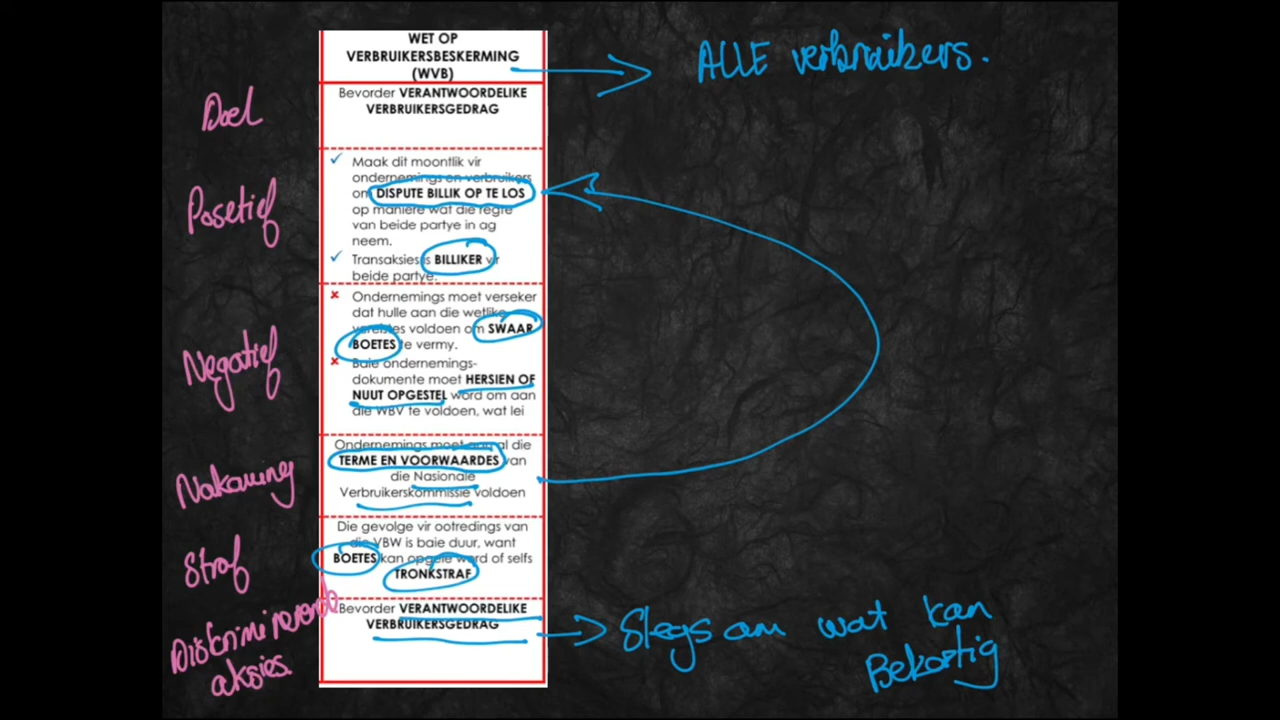 WET OP
VERBRUIKERSBESKERMING
(WVB)
ALLE verbruikers.
Doel
Bevorder VERANTWOORDELIKE
VERBRUIKERSGEDRAG
Posetief
✓ Maak dit moontlik vir
ondernemings en verbruikers
om DISPUTE BILLIK OP TE LOS
op maniere wat die regte
van beide partye in ag
neem.
✓ Transaksies is BILLIKER vir
beide partye.
Negatief
✗ Ondernemings moet verseker
dat hulle aan die wetlike
vereistes voldoen om SWAAR
BOETES te vermy.
✗ Baie ondernemings-
dokumente moet HERSIEN OF
NUUT OPGESTEL word om aan
die WBV te voldoen, wat lei
Nakoming
Ondernemings moet aan al die
TERME EN VOORWAARDES van
die Nasionale
Verbruikerskommissie voldoen
Straf
Die gevolge vir ootredings van
die VBW is baie duur, want
BOETES kan opgelê word of selfs
TRONKSTRAF
Diskriminerende
aksies.
Bevorder VERANTWOORDELIKE
VERBRUIKERSGEDRAG
Slegs om wat kan